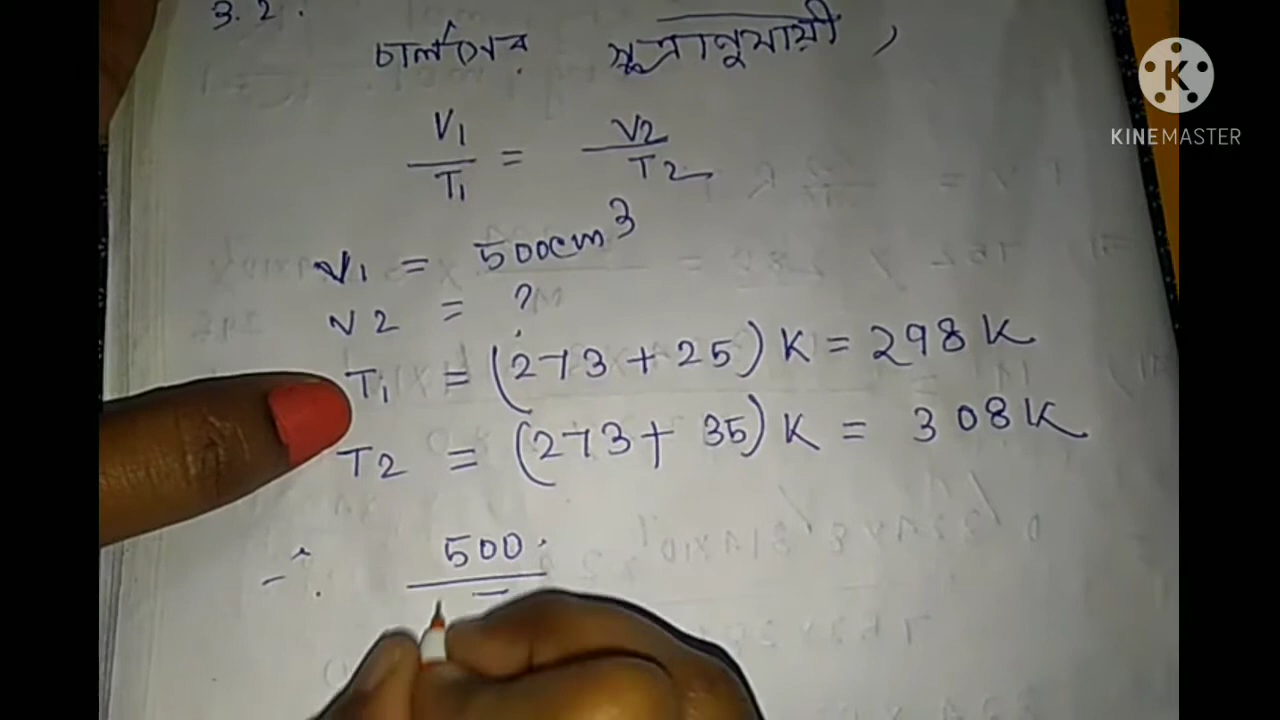 3.2.
চার্লসের সূত্রানুযায়ী,
V1/T1 = V2/T2
V1 = 500cm³
V2 = ?
T1 = (273 + 25) K = 298 K
T2 = (273 + 35) K = 308 K
∴ 500
K
KINEMASTER